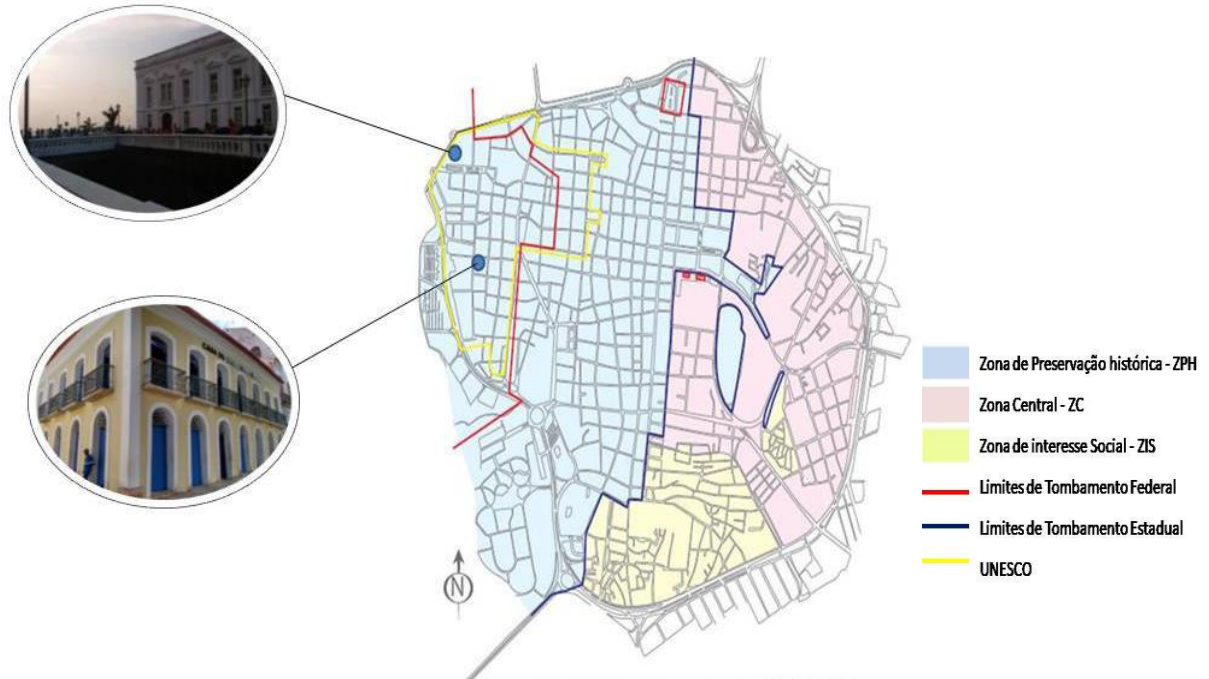 Zona de Preservação histórica - ZPH
Zona Central - ZC
Zona de interesse Social - ZIS
Limites de Tombamento Federal
Limites de Tombamento Estadual
UNESCO
N